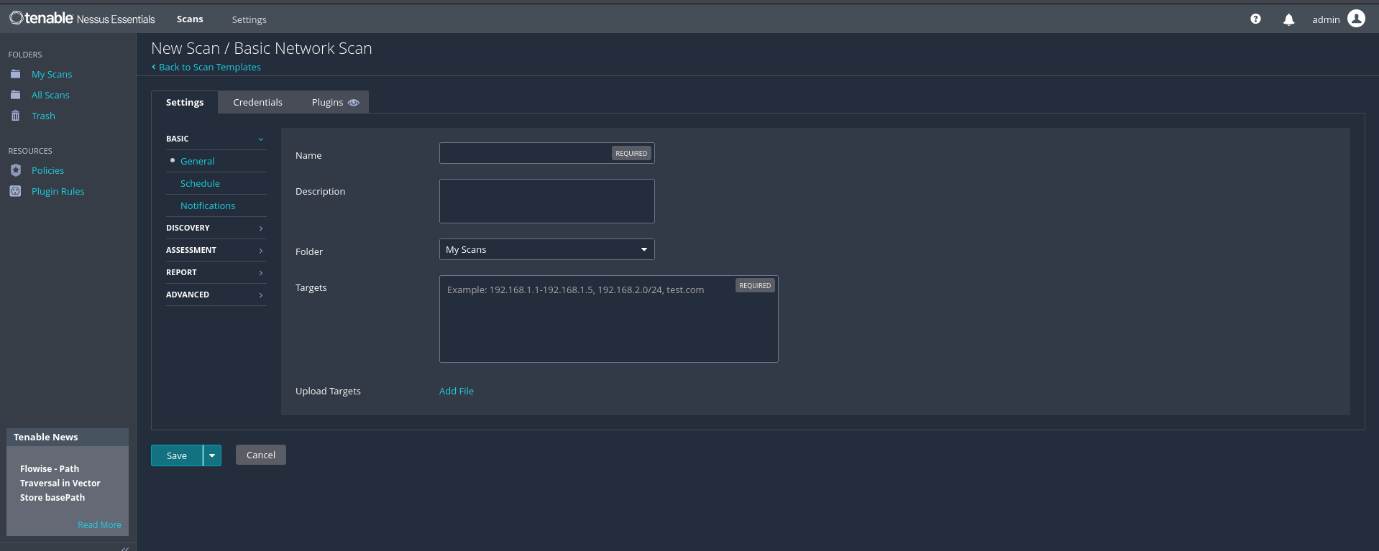 tenable Nessus Essentials Scans Settings admin
FOLDERS
My Scans
All Scans
Trash
RESOURCES
Policies
Plugin Rules
Tenable News
Flowise - Path
Traversal in Vector
Store basePath
Read More
New Scan / Basic Network Scan
Back to Scan Templates
Settings Credentials Plugins
BASIC
General
Schedule
Notifications
DISCOVERY
ASSESSMENT
REPORT
ADVANCED
Name REQUIRED
Description
Folder My Scans
Targets Example: 192.168.1.1-192.168.1.5, 192.168.2.0/24, test.com REQUIRED
Upload Targets Add File
Save Cancel